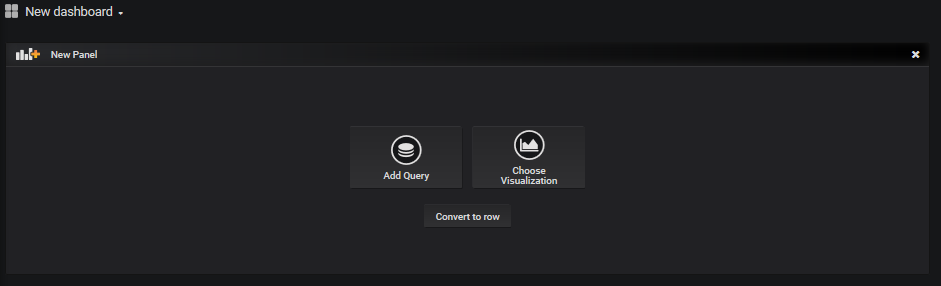 New dashboard
New Panel
Add Query
Choose
Visualization
Convert to row